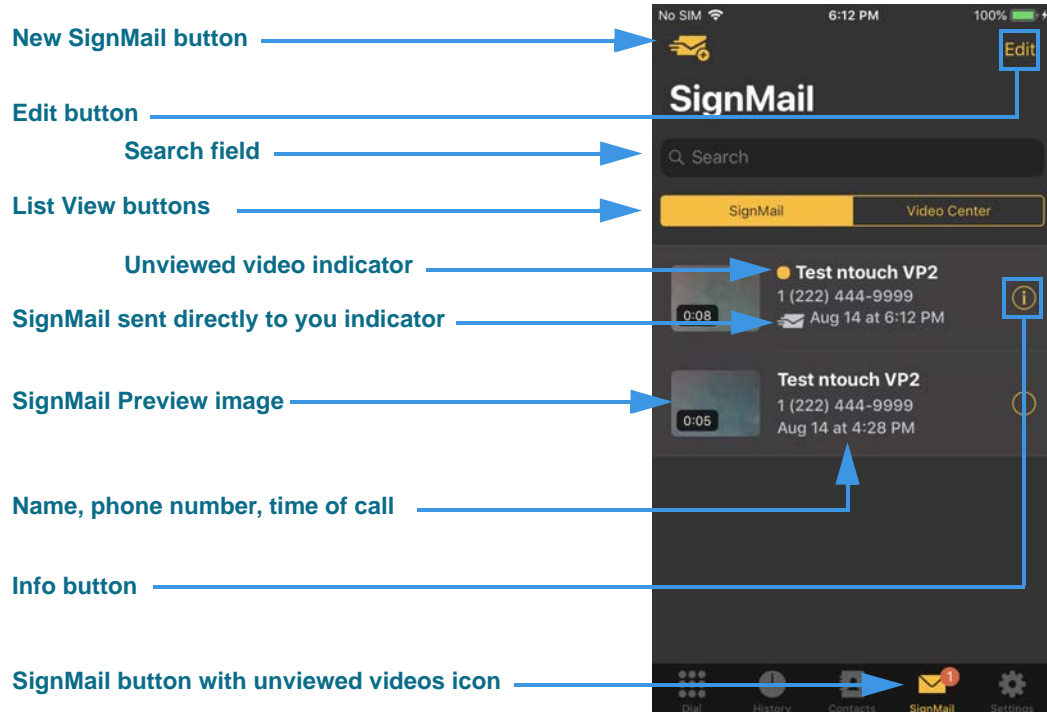 No SIM 6:12 PM 100%
New SignMail button
Edit
SignMail
Edit button
Search field
Search
List View buttons
SignMail Video Center
Unviewed video indicator
Test ntouch VP2
1 (222) 444-9999
0:08
SignMail sent directly to you indicator
Aug 14 at 6:12 PM
Test ntouch VP2
SignMail Preview image
1 (222) 444-9999
0:05
Aug 14 at 4:28 PM
Name, phone number, time of call
Info button
SignMail button with unviewed videos icon
1
Dial History Contacts SignMail Settings